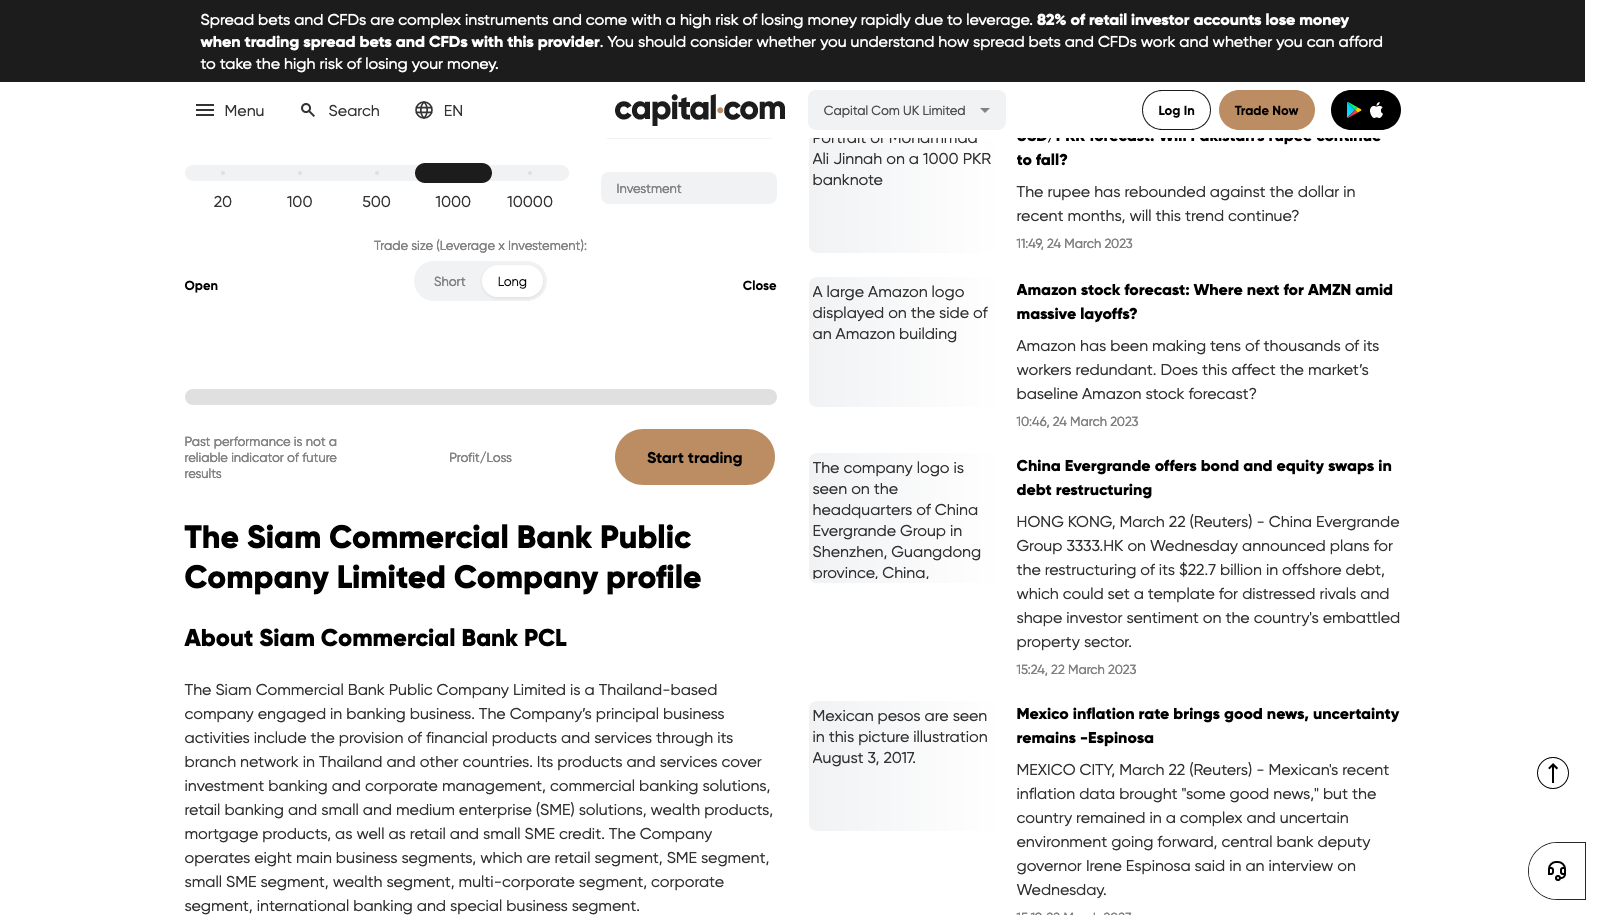 Spread bets and CFDs are complex instruments and come with a high risk of losing money rapidly due to leverage. 82% of retail investor accounts lose money
when trading spread bets and CFDs with this provider. You should consider whether you understand how spread bets and CFDs work and whether you can afford
to take the high risk of losing your money.
Menu
Search
EN
capital.com
Capital Com UK Limited
Log In
Trade Now
20
100
500
1000
10000
Investment
Trade size (Leverage x Investement):
Open
Short
Long
Close
Past performance is not a
reliable indicator of future
results
Profit/Loss
Start trading
The Siam Commercial Bank Public
Company Limited Company profile
About Siam Commercial Bank PCL
The Siam Commercial Bank Public Company Limited is a Thailand-based
company engaged in banking business. The Company's principal business
activities include the provision of financial products and services through its
branch network in Thailand and other countries. Its products and services cover
investment banking and corporate management, commercial banking solutions,
retail banking and small and medium enterprise (SME) solutions, wealth products,
mortgage products, as well as retail and small SME credit. The Company
operates eight main business segments, which are retail segment, SME segment,
small SME segment, wealth segment, multi-corporate segment, corporate
segment, international banking and special business segment.
Portrait of Mohammad
Ali Jinnah on a 1000 PKR
banknote
USD/PKR forecast: Will Pakistan's rupee continue
to fall?
The rupee has rebounded against the dollar in
recent months, will this trend continue?
11:49, 24 March 2023
A large Amazon logo
displayed on the side of
an Amazon building
Amazon stock forecast: Where next for AMZN amid
massive layoffs?
Amazon has been making tens of thousands of its
workers redundant. Does this affect the market's
baseline Amazon stock forecast?
10:46, 24 March 2023
The company logo is
seen on the
headquarters of China
Evergrande Group in
Shenzhen, Guangdong
province, China,
China Evergrande offers bond and equity swaps in
debt restructuring
HONG KONG, March 22 (Reuters) - China Evergrande
Group 3333.HK on Wednesday announced plans for
the restructuring of its $22.7 billion in offshore debt,
which could set a template for distressed rivals and
shape investor sentiment on the country's embattled
property sector.
15:24, 22 March 2023
Mexican pesos are seen
in this picture illustration
August 3, 2017.
Mexico inflation rate brings good news, uncertainty
remains -Espinosa
MEXICO CITY, March 22 (Reuters) - Mexican's recent
inflation data brought "some good news," but the
country remained in a complex and uncertain
environment going forward, central bank deputy
governor Irene Espinosa said in an interview on
Wednesday.